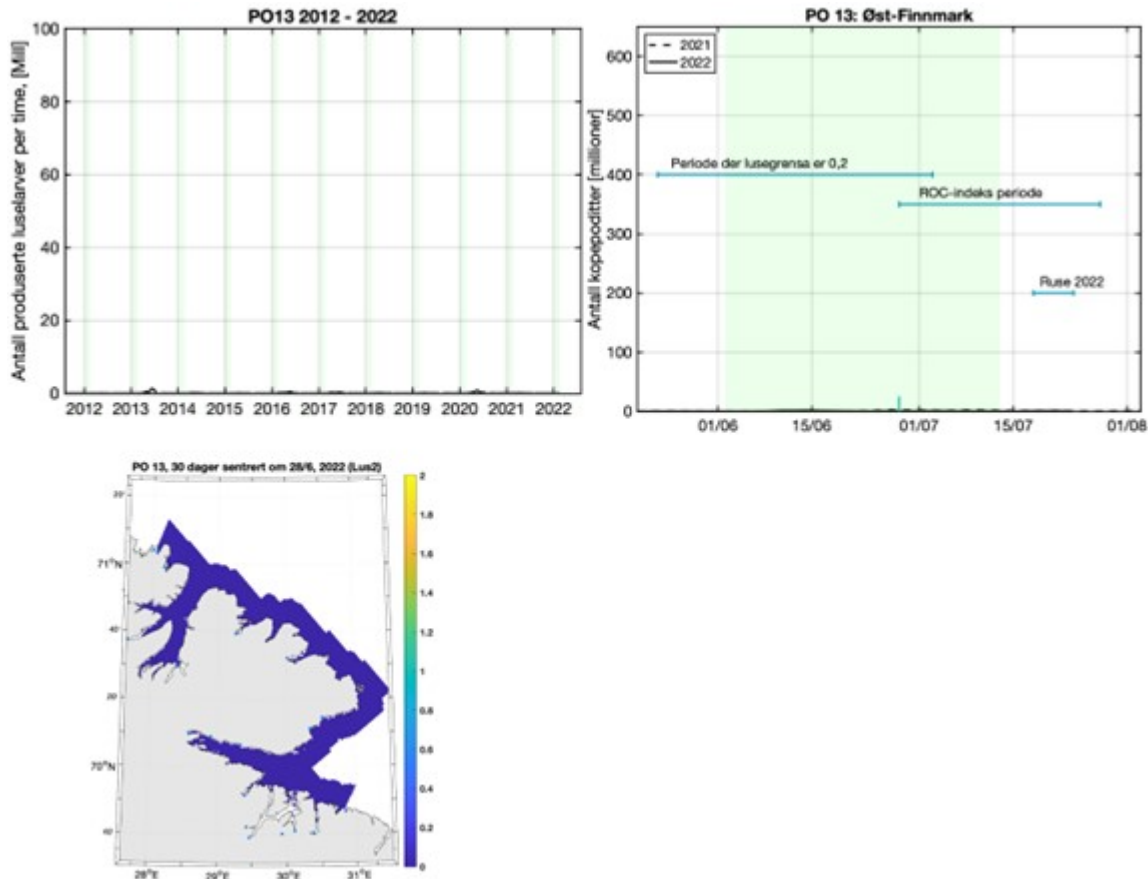 PO13 2012 - 2022
Antall produserte luselarver per time, [Mill]
100
80
60
40
20
0
2012 2013 2014 2015 2016 2017 2018 2019 2020 2021 2022
PO 13: Øst-Finnmark
Antall kopepoditter [millioner]
600
500
400
300
200
100
0
2021
2022
Periode der lusegrensa er 0,2
ROC-indeks periode
Ruse 2022
01/06 15/06 01/07 15/07 01/08
PO 13, 30 dager sentrert om 28/6, 2022 (Lus2)
20'
71°N
40'
20'
70°N
40'
28°E 29°E 30°E 31°E
2
1.8
1.6
1.4
1.2
1
0.8
0.6
0.4
0.2
0